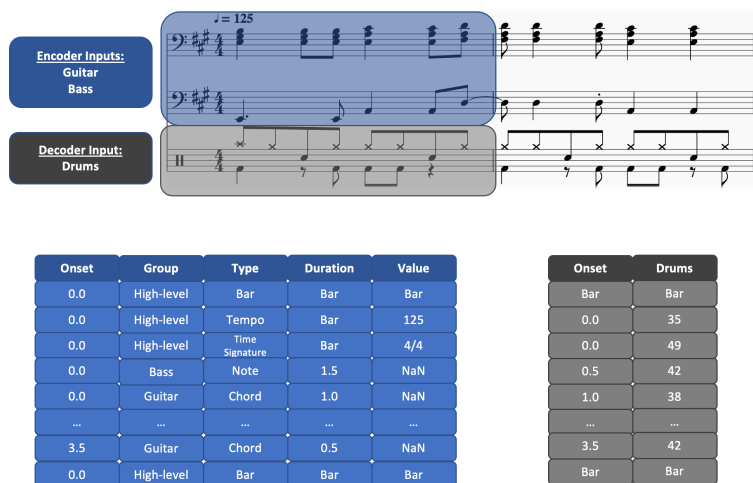 ♩ = 125
Encoder Inputs:
Guitar
Bass
Decoder Input:
Drums
Onset Group Type Duration Value
0.0 High-level Bar Bar Bar
0.0 High-level Tempo Bar 125
0.0 High-level Time Signature Bar 4/4
0.0 Bass Note 1.5 NaN
0.0 Guitar Chord 1.0 NaN
... ... ... ... ...
3.5 Guitar Chord 0.5 NaN
0.0 High-level Bar Bar Bar
Onset Drums
Bar Bar
0.0 35
0.0 49
0.5 42
1.0 38
... ...
3.5 42
Bar Bar